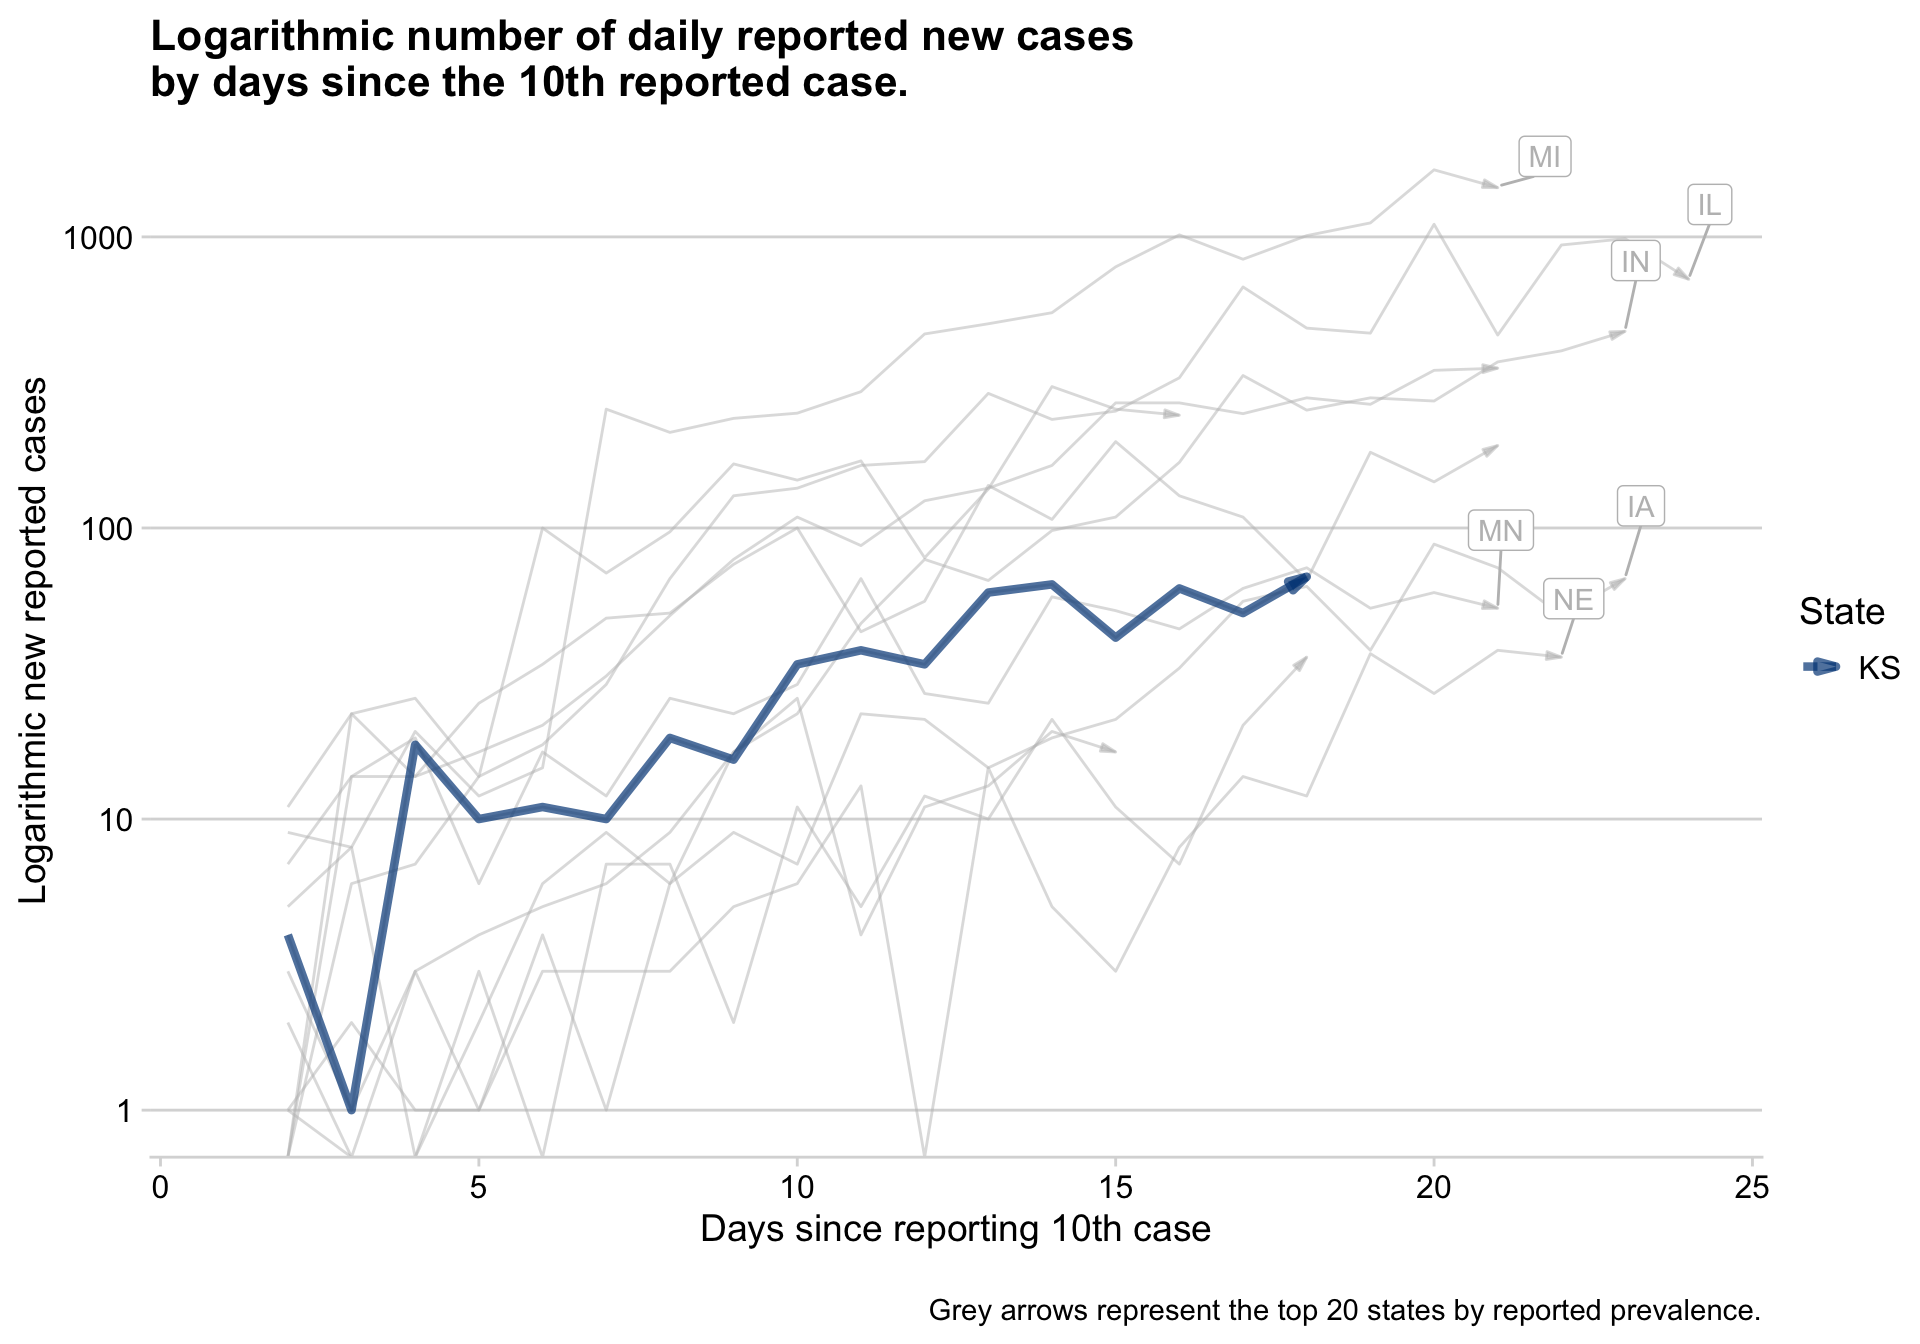 Logarithmic number of daily reported new cases
by days since the 10th reported case.
MI
IL
1000
IN
IA
100
MN
NE
State
KS
10
1
Logarithmic new reported cases
0 5 10 15 20 25
Days since reporting 10th case
Grey arrows represent the top 20 states by reported prevalence.